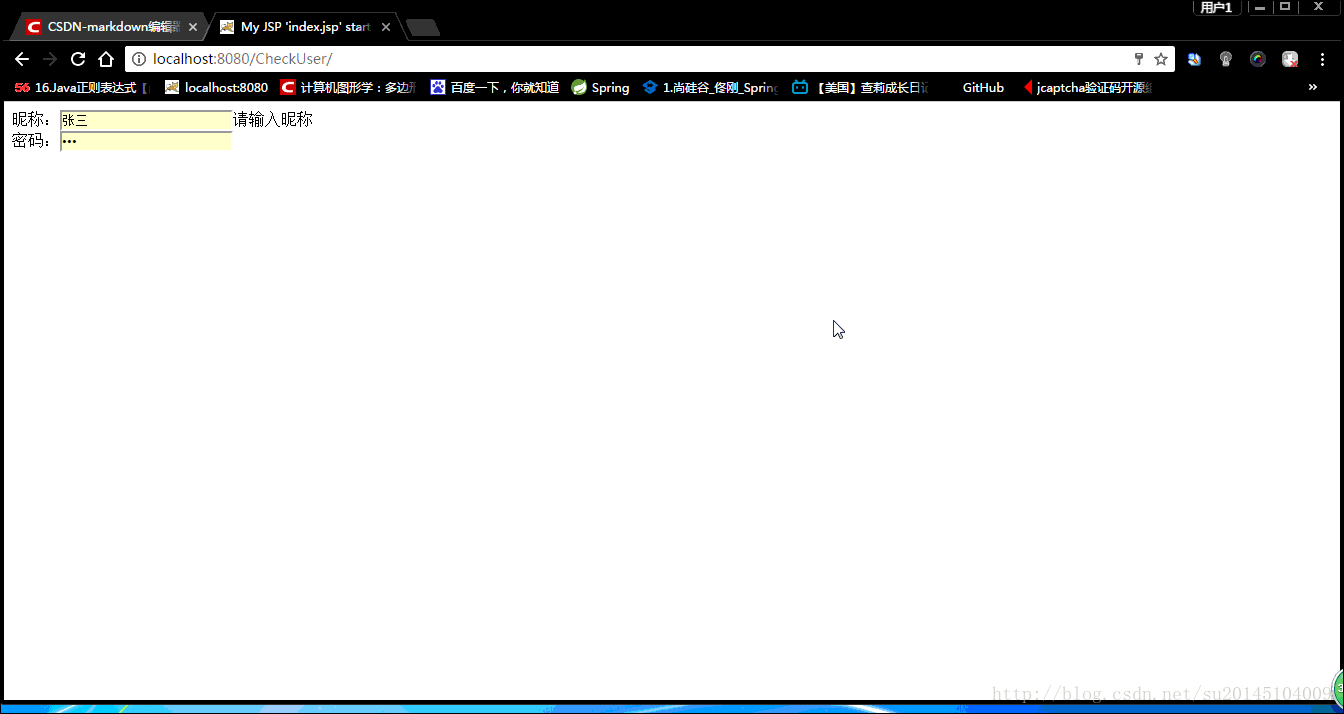 用户1
CSDN-markdown编辑器
My JSP 'index.jsp' start
localhost:8080/CheckUser/
56 16.Java正则表达式 localhost:8080 C 计算机图形学：多边形 百度一下，你就知道 Spring 1.尚硅谷_佟刚_Spring 【美国】查莉成长日记 GitHub jcaptcha验证码开源 »
昵称： 张三 请输入昵称
密码： •••
http://blog.csdn.net/su20145104009